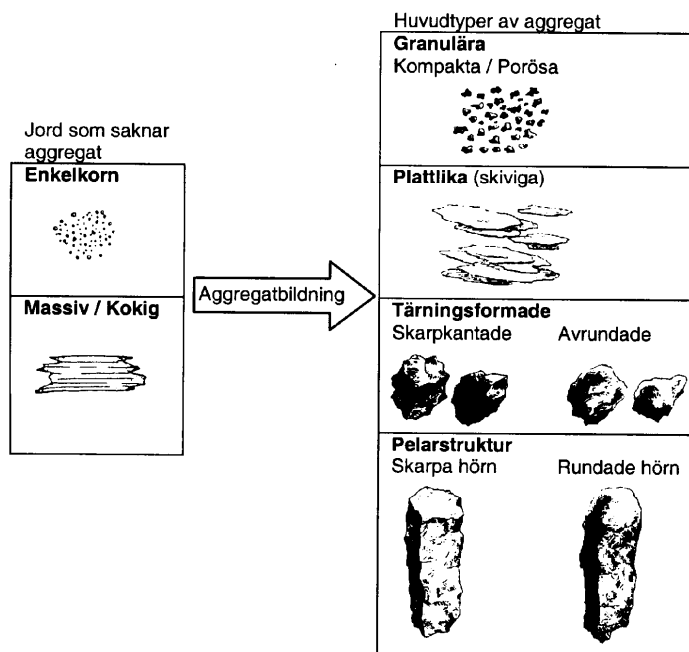 Jord som saknar
aggregat
Enkelkorn
Massiv / Kokig
Aggregatbildning
Huvudtyper av aggregat
Granulära
Kompakta / Porösa
Plattlika (skiviga)
Tärningsformade
Skarpkantade Avrundade
Pelarstruktur
Skarpa hörn Rundade hörn